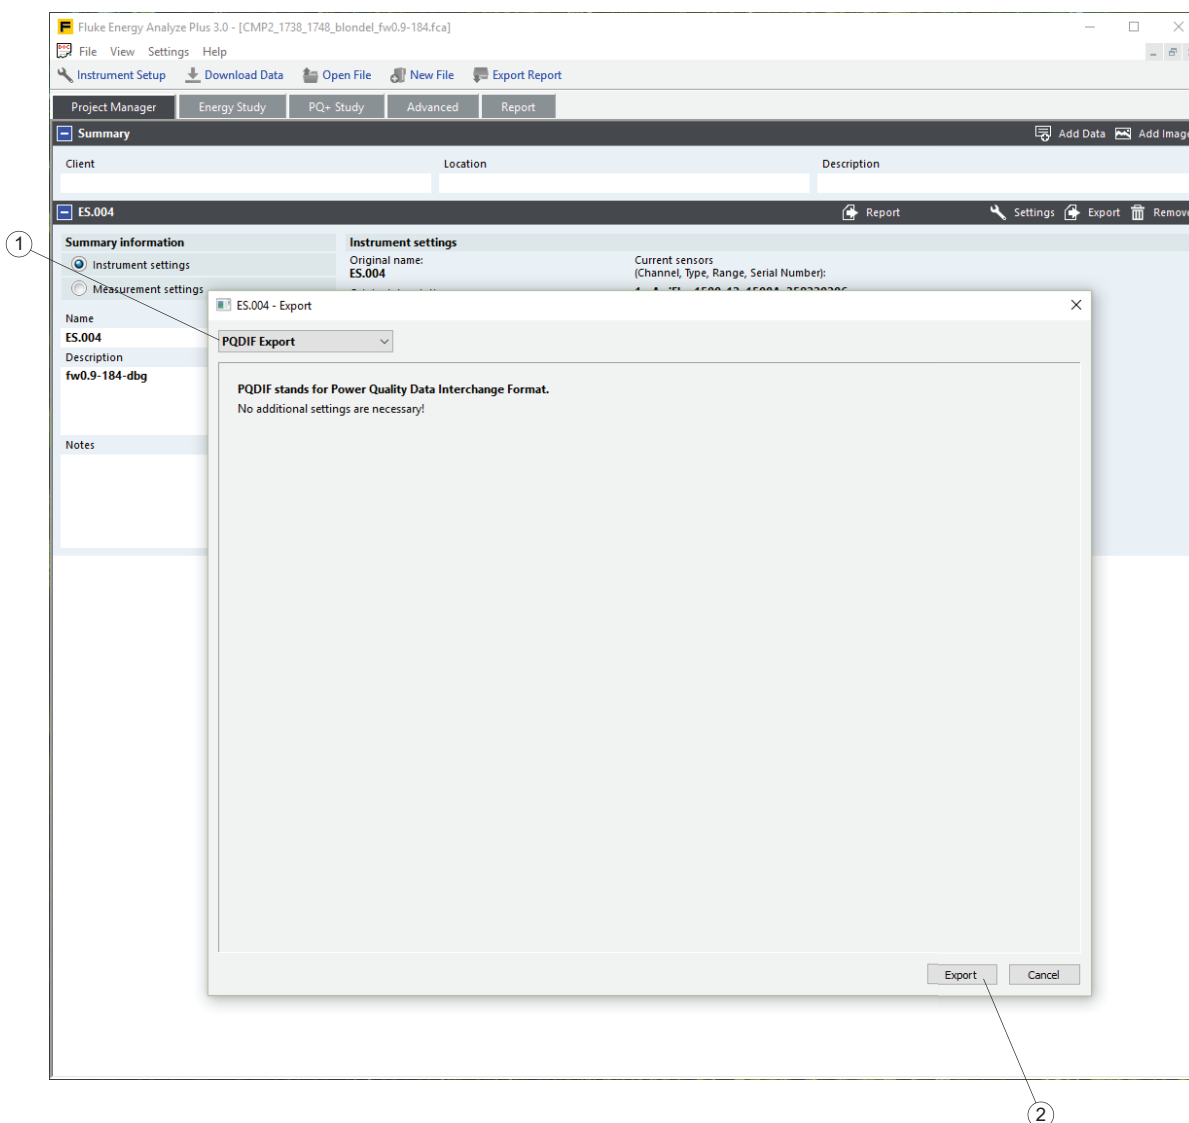 Fluke Energy Analyze Plus 3.0 - [CMP2_1738_1748_blondel_fw0.9-184.fca]
File View Settings Help
Instrument Setup Download Data Open File New File Export Report
Project Manager Energy Study PQ+ Study Advanced Report
Summary Add Data Add Image
Client Location Description
ES.004 Report Settings Export Remove
1
Summary information Instrument settings
Instrument settings Original name: Current sensors
ES.004 (Channel, Type, Range, Serial Number):
Measurement settings
ES.004 - Export
Name
ES.004 PQDIF Export
Description
fw0.9-184-dbg
PQDIF stands for Power Quality Data Interchange Format.
No additional settings are necessary!
Notes
Export Cancel
2